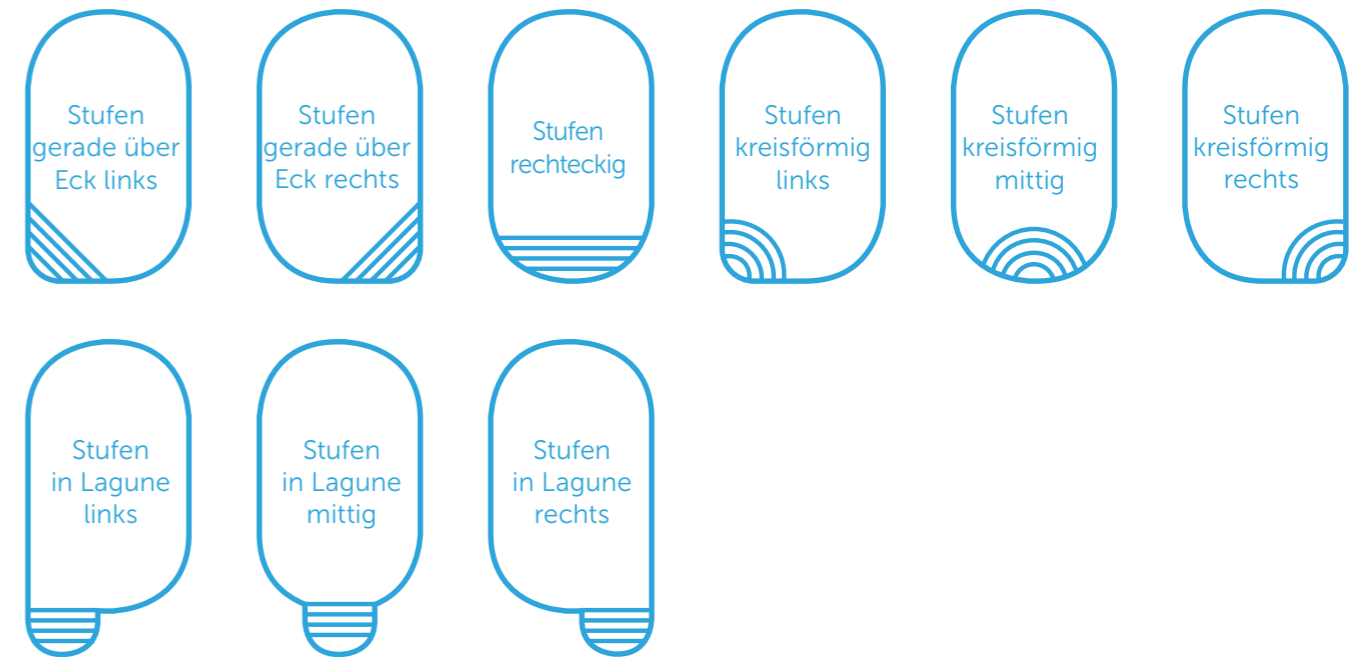 Stufen
gerade über
Eck links
Stufen
gerade über
Eck rechts
Stufen
rechteckig
Stufen
kreisförmig
links
Stufen
kreisförmig
mittig
Stufen
kreisförmig
rechts
Stufen
in Lagune
links
Stufen
in Lagune
mittig
Stufen
in Lagune
rechts